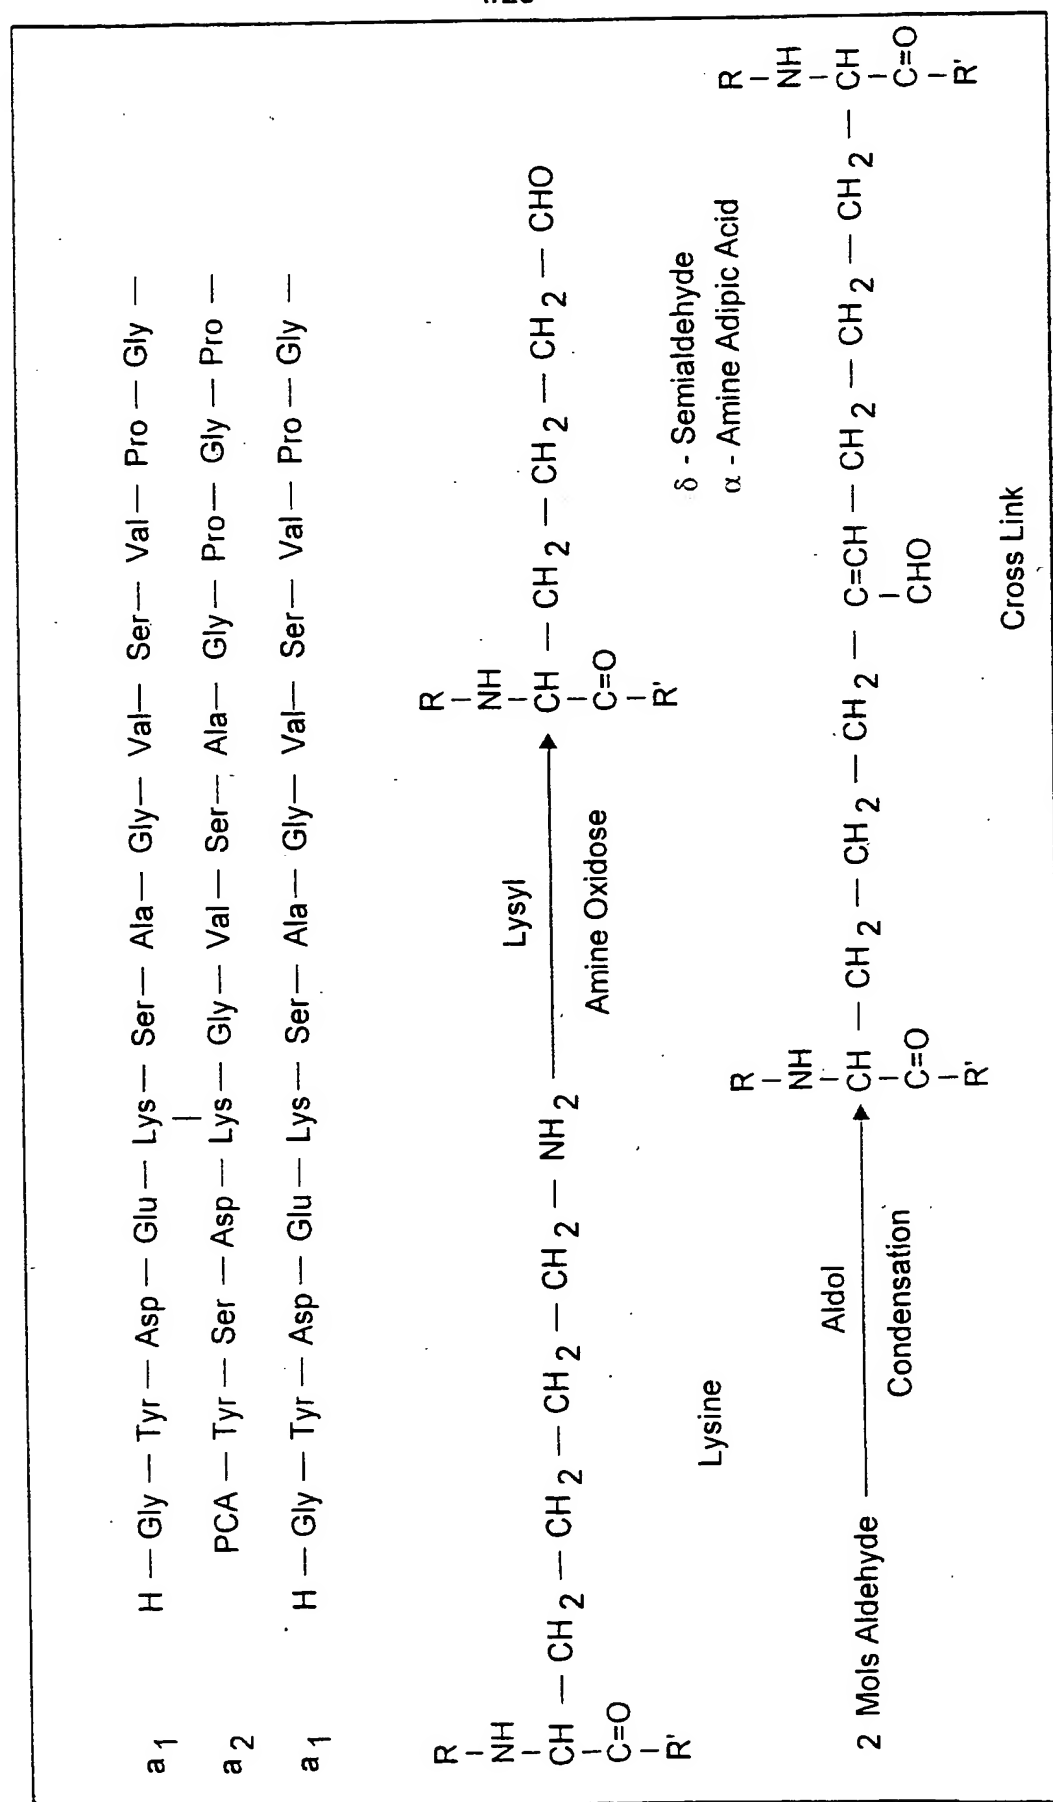 a1 H — Gly — Tyr — Asp — Glu — Lys — Ser — Ala — Gly — Val — Ser — Val — Pro — Gly —
a2 PCA — Tyr — Ser — Asp — Lys — Gly — Val — Ser — Ala — Gly — Pro — Gly — Pro —
a1 H — Gly — Tyr — Asp — Glu — Lys — Ser — Ala — Gly — Val — Ser — Val — Pro — Gly —
R
NH
CH — CH2 — CH2 — CH2 — CH2 — NH2
C=O
R'
Lysine
Lysyl
Amine Oxidose
R
NH
CH — CH2 — CH2 — CH2 — CHO
C=O
R'
δ - Semialdehyde
α - Amine Adipic Acid
2 Mols Aldehyde
Aldol
Condensation
R
NH
CH — CH2 — CH2 — CH2 — C=CH — CH2 — CH2 — CH2 — CH
C=O
R'
CHO
R
NH
C=O
R'
Cross Link